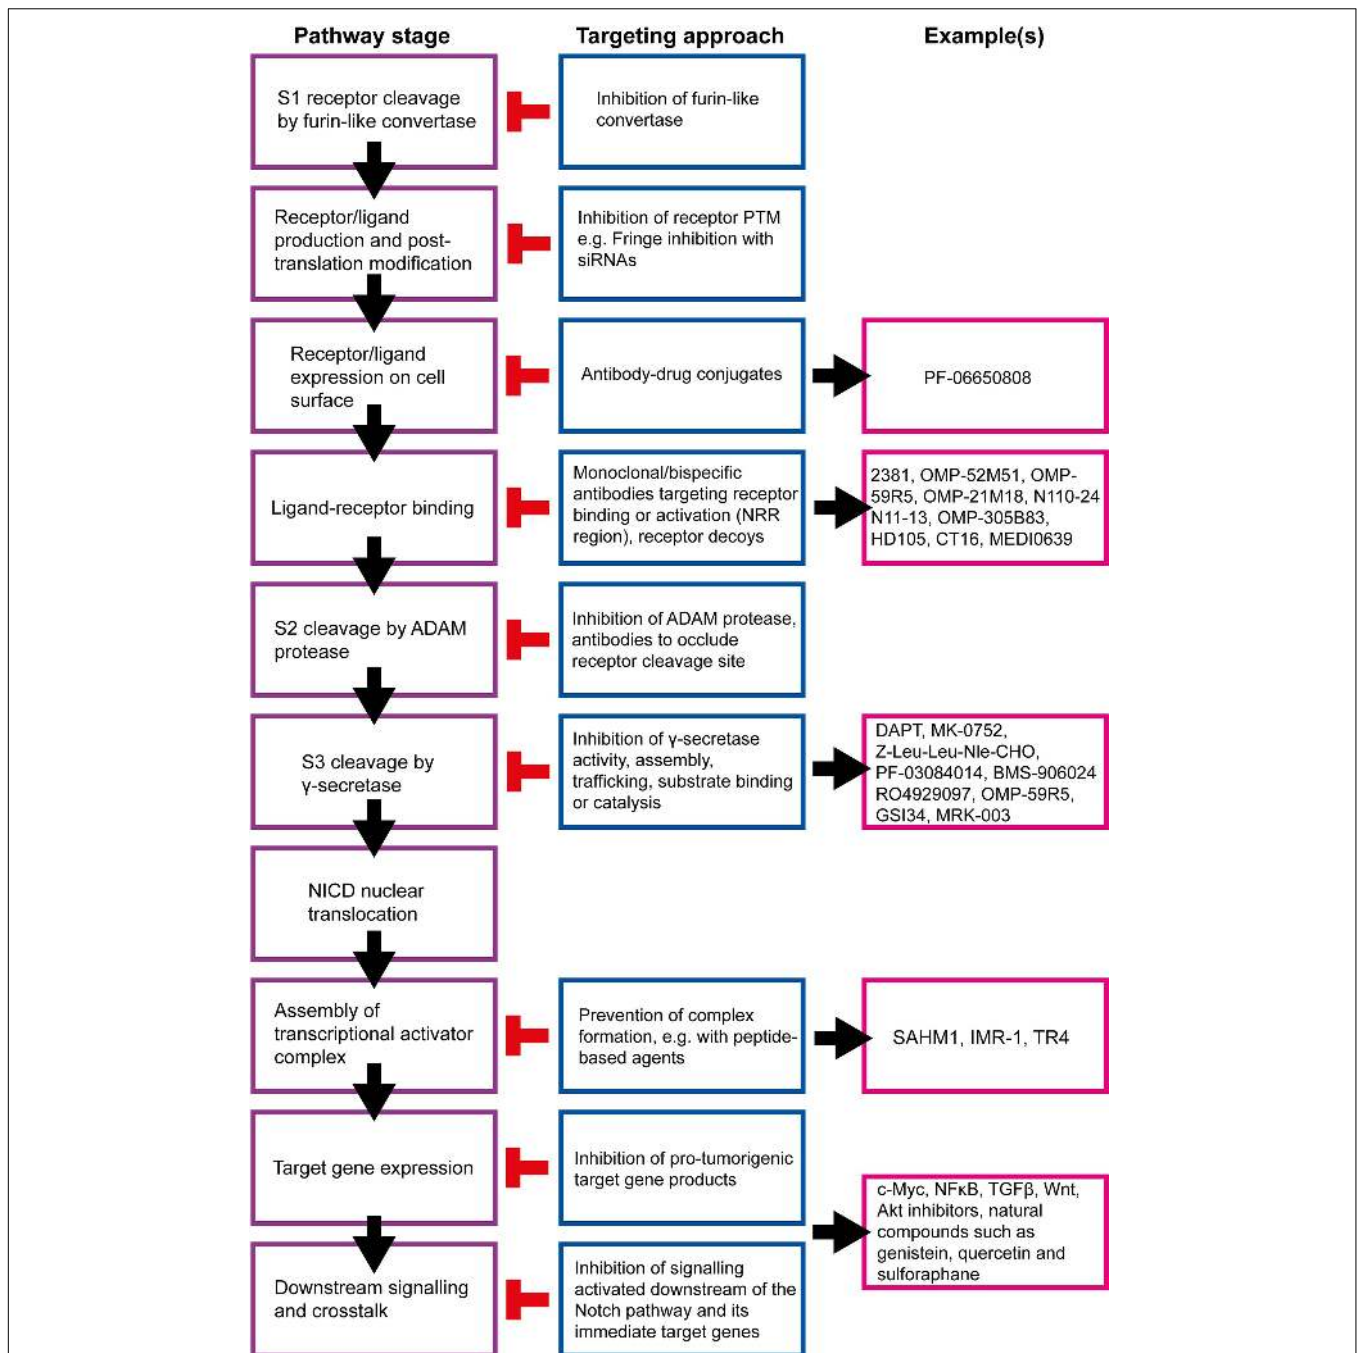 Pathway stage
Targeting approach
Example(s)
S1 receptor cleavage
by furin-like convertase
Inhibition of furin-like
convertase
Receptor/ligand
production and post-
translation modification
Inhibition of receptor PTM
e.g. Fringe inhibition with
siRNAs
Receptor/ligand
expression on cell
surface
Antibody-drug conjugates
PF-06650808
Ligand-receptor binding
Monoclonal/bispecific
antibodies targeting receptor
binding or activation (NRR
region), receptor decoys
2381, OMP-52M51, OMP-
59R5, OMP-21M18, N110-24
N11-13, OMP-305B83,
HD105, CT16, MEDI0639
S2 cleavage by ADAM
protease
Inhibition of ADAM protease,
antibodies to occlude
receptor cleavage site
S3 cleavage by
γ-secretase
Inhibition of γ-secretase
activity, assembly,
trafficking, substrate binding
or catalysis
DAPT, MK-0752,
Z-Leu-Leu-Nle-CHO,
PF-03084014, BMS-906024
RO4929097, OMP-59R5,
GSI34, MRK-003
NICD nuclear
translocation
Assembly of
transcriptional activator
complex
Prevention of complex
formation, e.g. with peptide-
based agents
SAHM1, IMR-1, TR4
Target gene expression
Inhibition of pro-tumorigenic
target gene products
c-Myc, NFκB, TGFβ, Wnt,
Akt inhibitors, natural
compounds such as
genistein, quercetin and
sulforaphane
Downstream signalling
and crosstalk
Inhibition of signalling
activated downstream of the
Notch pathway and its
immediate target genes